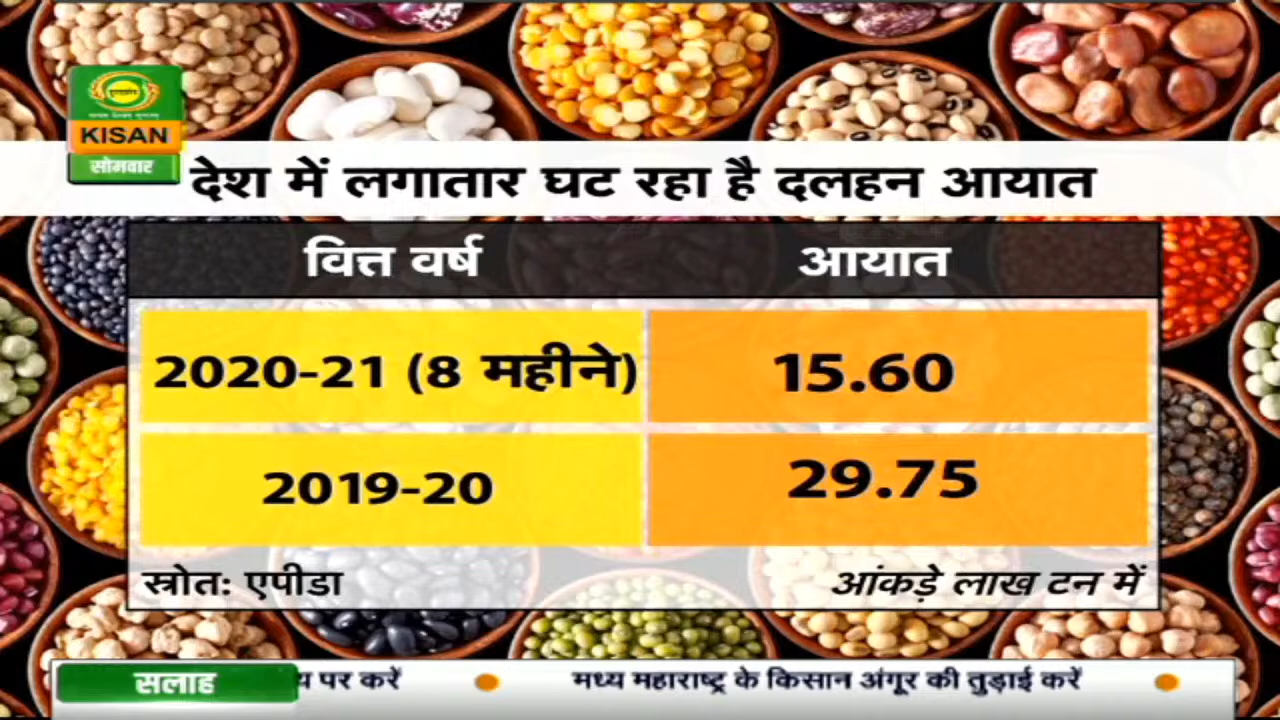 KISAN
सोमवार
देश में लगातार घट रहा है दलहन आयात
वित्त वर्ष आयात
2020-21 (8 महीने) 15.60
2019-20 29.75
स्रोत: एपीडा आंकड़े लाख टन में
सलाह पर करें मध्य महाराष्ट्र के किसान अंगूर की तुड़ाई करें